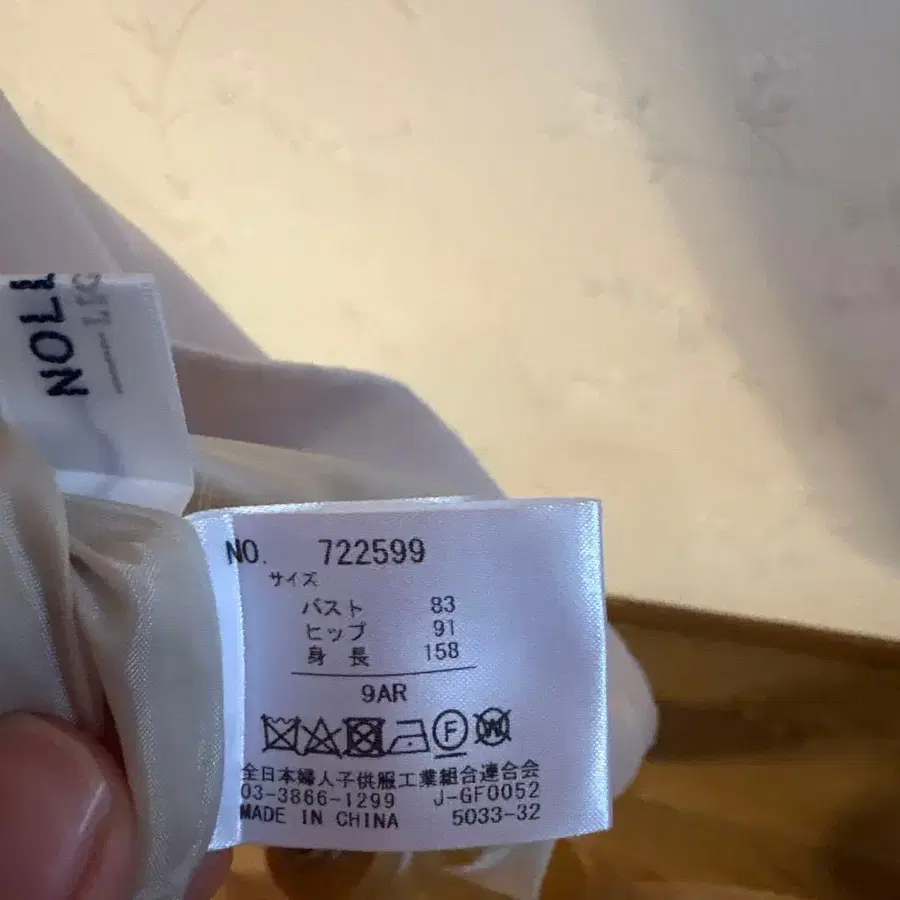 NOLL
NO. 722599
サイズ
バスト 83
ヒップ 91
身長 158
9AR
F
W
全日本婦人子供服工業組合連合会
03-3866-1299 J-GF0052
MADE IN CHINA 5033-32